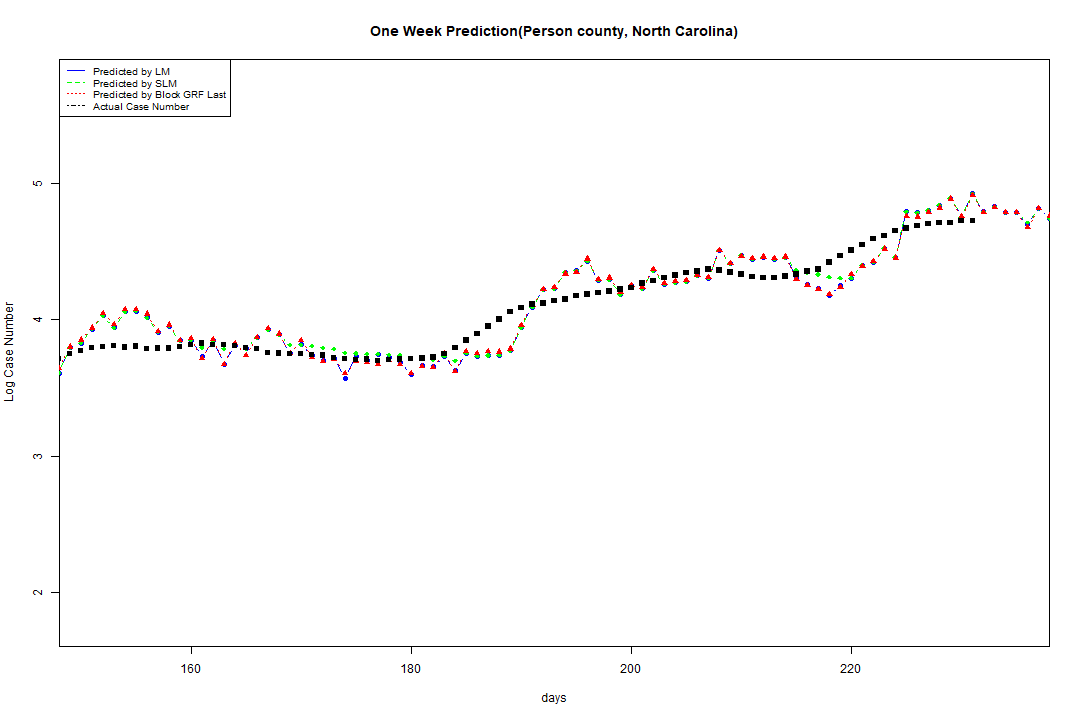 One Week Prediction(Person county, North Carolina)
Predicted by LM
Predicted by SLM
Predicted by Block GRF Last
Actual Case Number
5
4
3
2
Log Case Number
160 180 200 220
days